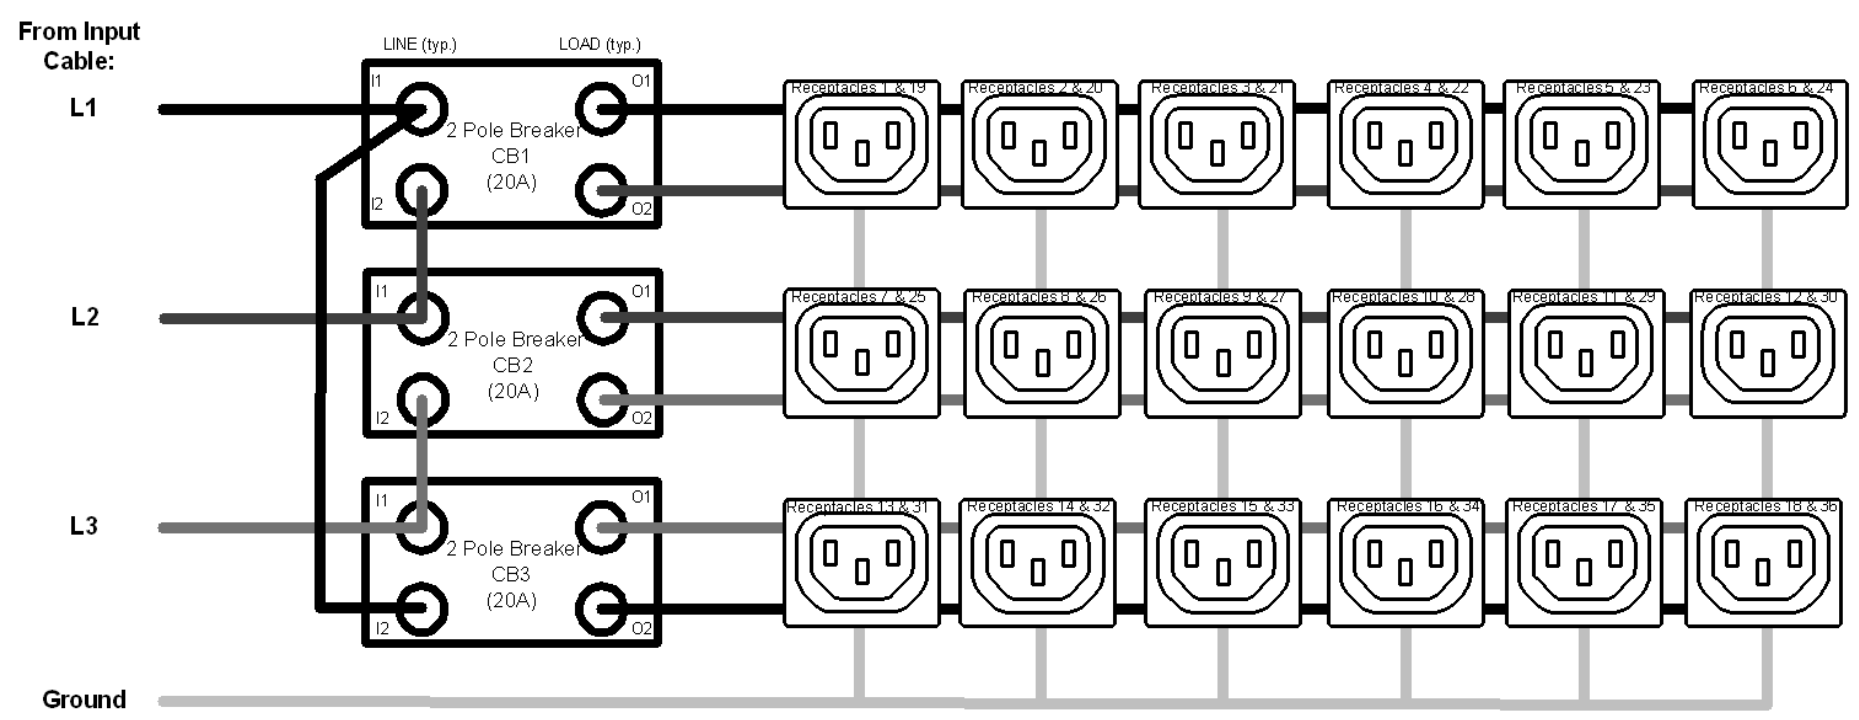 From Input
Cable:
LINE (typ.)
LOAD (typ.)
L1
I1
O1
2 Pole Breaker
CB1
(20A)
I2
O2
Receptacles 1 & 19
Receptacles 2 & 20
Receptacles 3 & 21
Receptacles 4 & 22
Receptacles 5 & 23
Receptacles 6 & 24
L2
I1
O1
2 Pole Breaker
CB2
(20A)
I2
O2
Receptacles 7 & 25
Receptacles 8 & 26
Receptacles 9 & 27
Receptacles 10 & 28
Receptacles 11 & 29
Receptacles 12 & 30
L3
I1
O1
2 Pole Breaker
CB3
(20A)
I2
O2
Receptacles 13 & 31
Receptacles 14 & 32
Receptacles 15 & 33
Receptacles 16 & 34
Receptacles 17 & 35
Receptacles 18 & 36
Ground